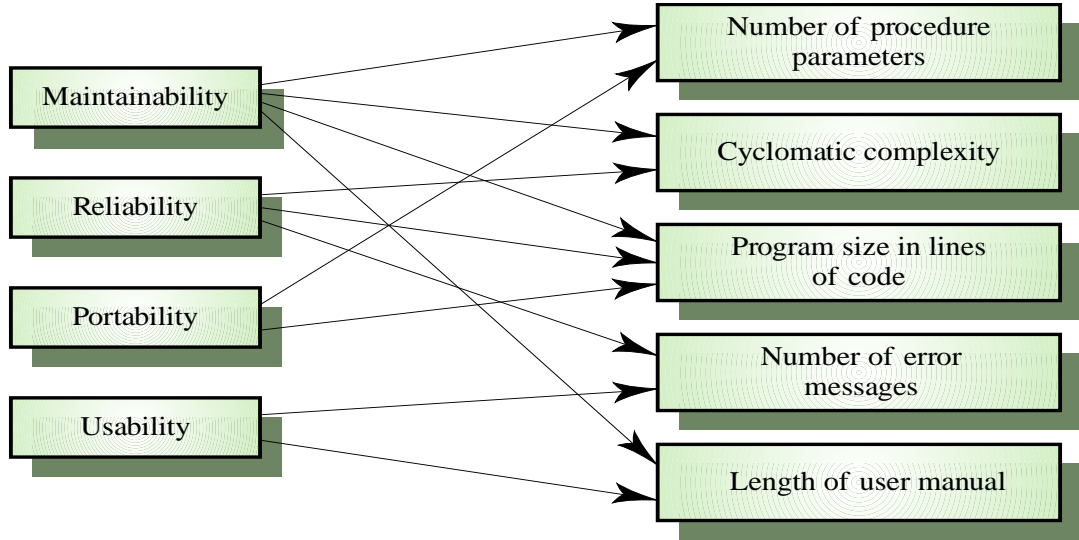 Maintainability
Reliability
Portability
Usability
Number of procedure
parameters
Cyclomatic complexity
Program size in lines
of code
Number of error
messages
Length of user manual